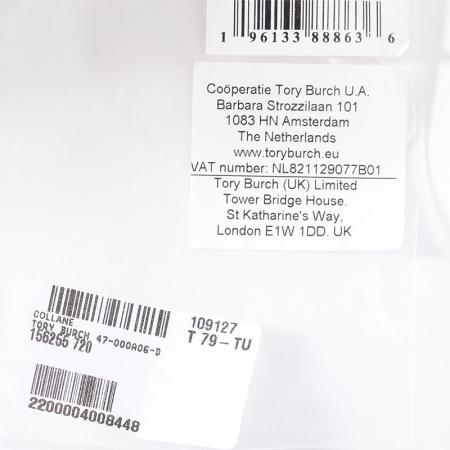 1 96133 88863 6
Coöperatie Tory Burch U.A.
Barbara Strozzilaan 101
1083 HN Amsterdam
The Netherlands
www.toryburch.eu
VAT number: NL821129077B01
Tory Burch (UK) Limited
Tower Bridge House.
St Katharine's Way,
London E1W 1DD. UK
COLLANE
TORY BURCH 47-000A06-D
156255 720
109127
T 79-TU
2200004008448